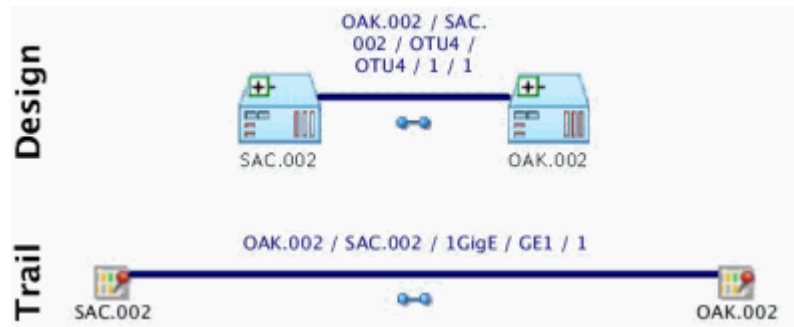 Design
OAK.002 / SAC.
002 / OTU4 /
OTU4 / 1 / 1
SAC.002
OAK.002
Trail
OAK.002 / SAC.002 / 1GigE / GE1 / 1
SAC.002
OAK.002